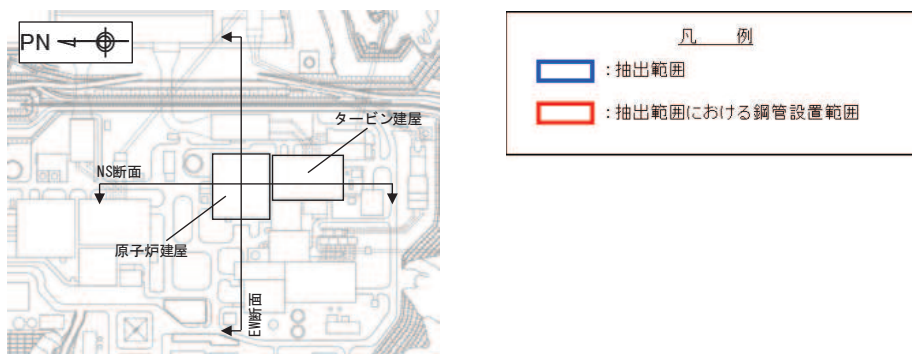 PN
タービン建屋
NS断面
原子炉建屋
EW断面
凡 例
：抽出範囲
：抽出範囲における鋼管設置範囲